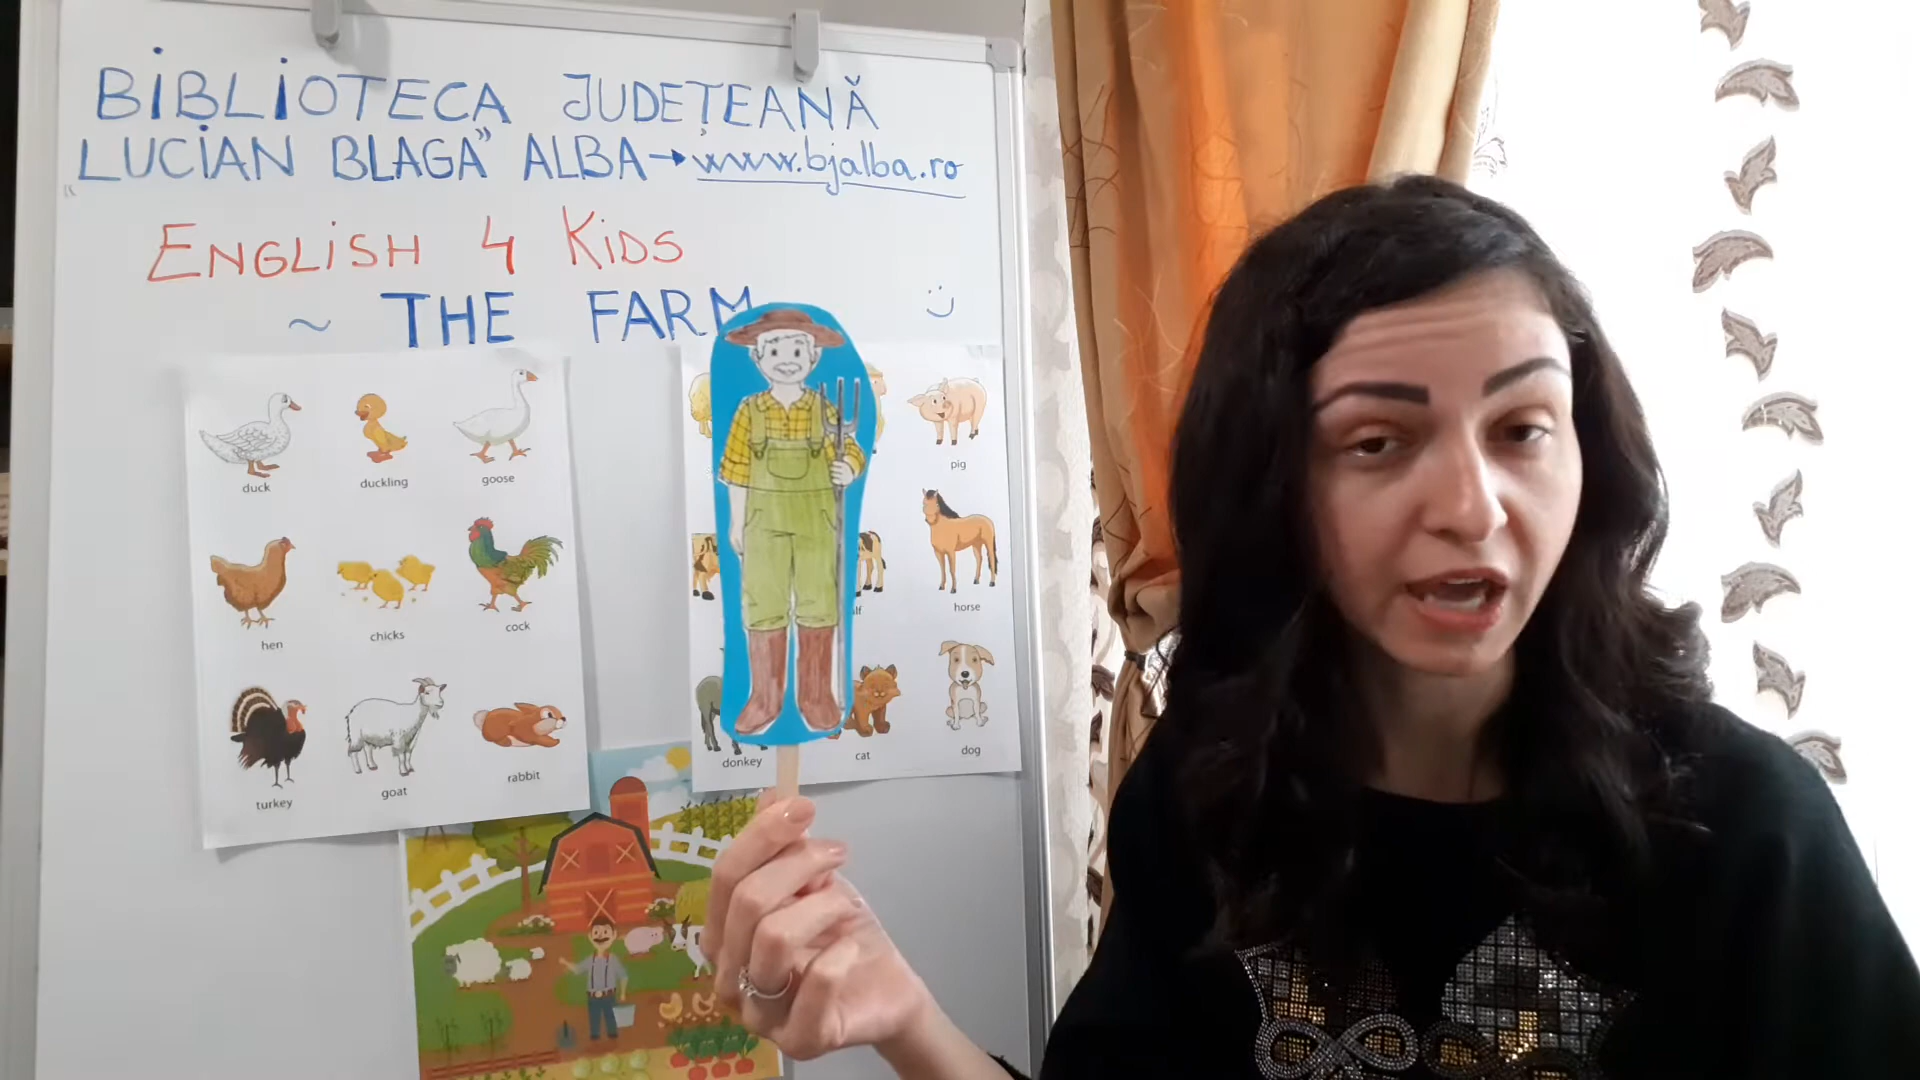 BIBLIOTECA JUDEȚEANĂ
"LUCIAN BLAGA" ALBA → www.bjalba.ro
ENGLISH 4 KIDS
~ THE FARM
duck duckling goose
hen chicks cock
turkey goat rabbit
pig
horse
donkey cat dog